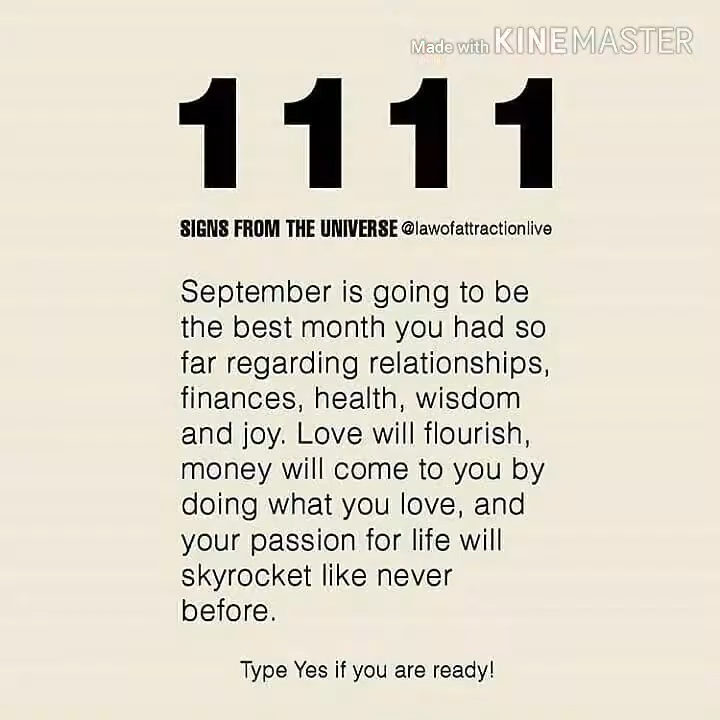 Made with KINEMASTER
1111
SIGNS FROM THE UNIVERSE @lawofattractionlive
September is going to be
the best month you had so
far regarding relationships,
finances, health, wisdom
and joy. Love will flourish,
money will come to you by
doing what you love, and
your passion for life will
skyrocket like never
before.
Type Yes if you are ready!